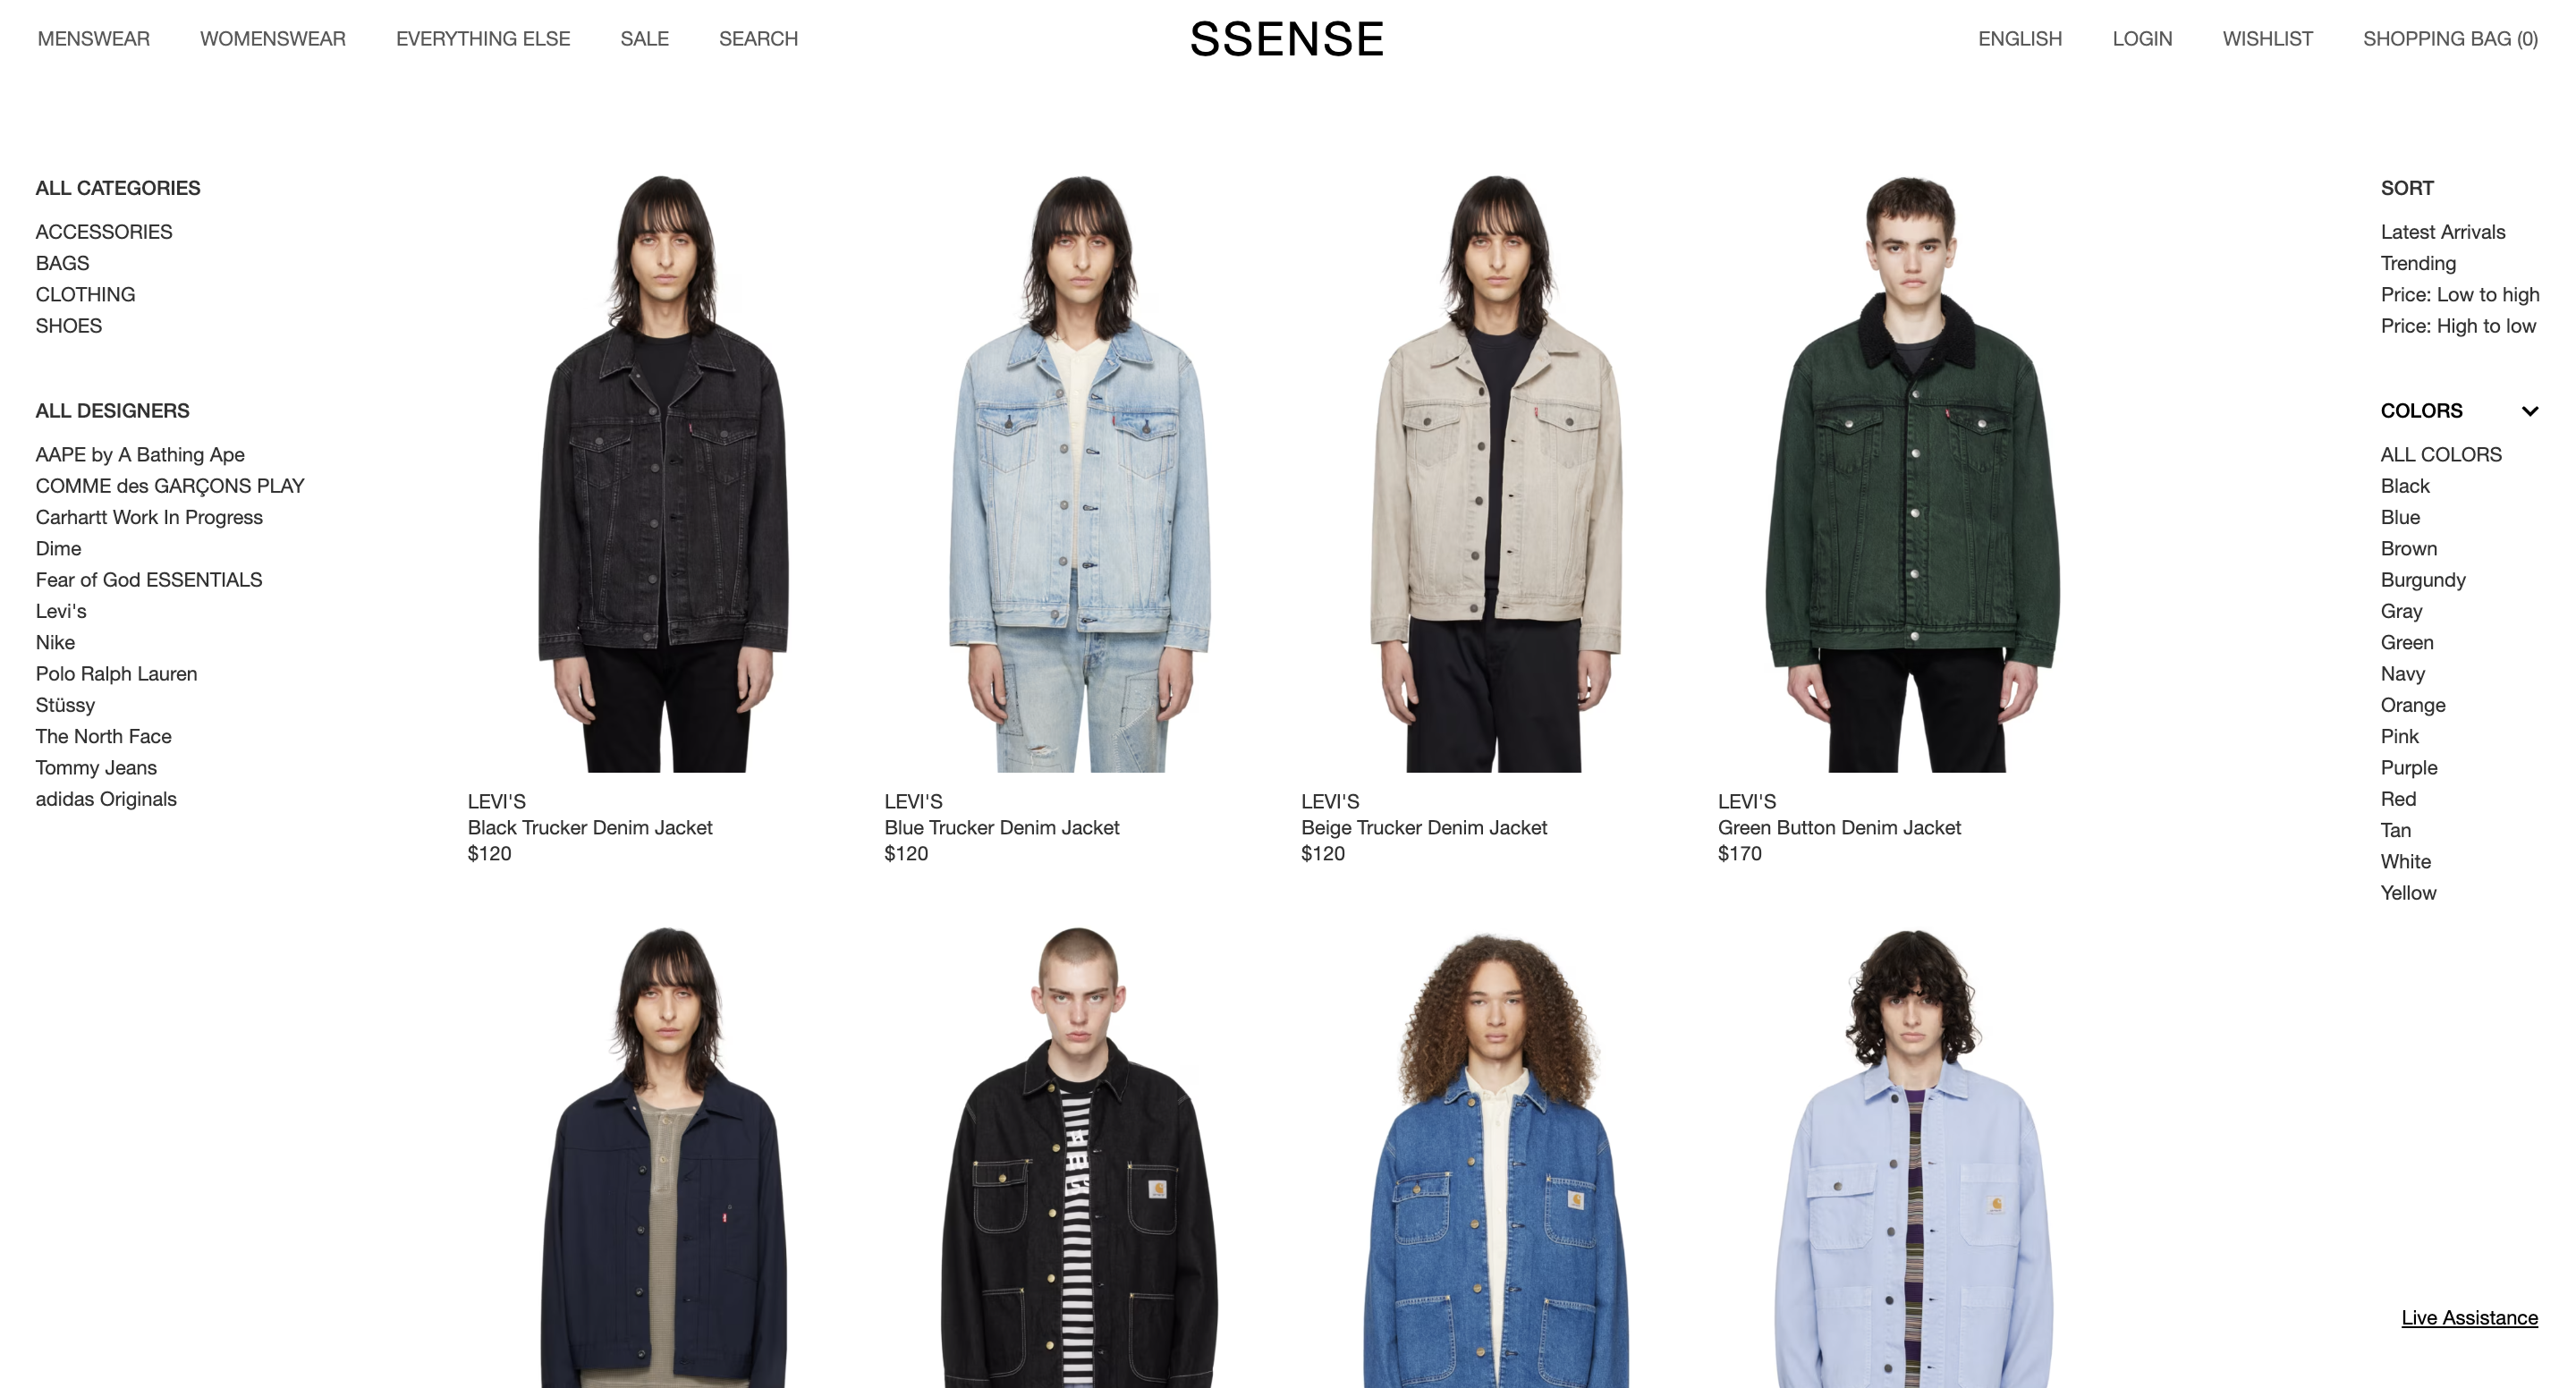 MENSWEAR
WOMENSWEAR
EVERYTHING ELSE
SALE
SEARCH
SSENSE
ENGLISH
LOGIN
WISHLIST
SHOPPING BAG (0)
ALL CATEGORIES
ACCESSORIES
BAGS
CLOTHING
SHOES
ALL DESIGNERS
AAPE by A Bathing Ape
COMME des GARÇONS PLAY
Carhartt Work In Progress
Dime
Fear of God ESSENTIALS
Levi's
Nike
Polo Ralph Lauren
Stüssy
The North Face
Tommy Jeans
adidas Originals
LEVI'S
Black Trucker Denim Jacket
$120
LEVI'S
Blue Trucker Denim Jacket
$120
LEVI'S
Beige Trucker Denim Jacket
$120
LEVI'S
Green Button Denim Jacket
$170
SORT
Latest Arrivals
Trending
Price: Low to high
Price: High to low
COLORS
ALL COLORS
Black
Blue
Brown
Burgundy
Gray
Green
Navy
Orange
Pink
Purple
Red
Tan
White
Yellow
Live Assistance